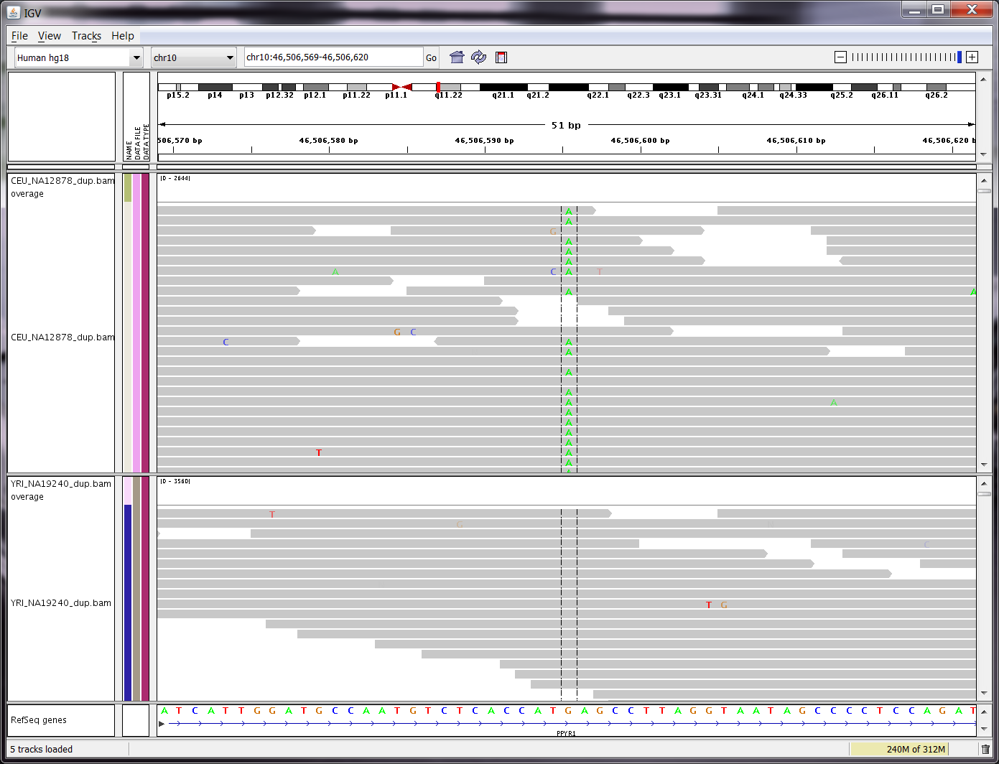 IGV
File View Tracks Help
Human hg18 chr10 chr10:46,506,569-46,506,620 Go
p15.2 p14 p13 p12.32 p12.1 p11.22 p11.1 q11.22 q21.1 q21.2 q22.1 q22.3 q23.1 q23.31 q24.1 q24.33 q25.2 q26.11 q26.2
NAME
DATA FILE
DATA TYPE
51 bp
506,570 bp 46,506,580 bp 46,506,590 bp 46,506,600 bp 46,506,610 bp 46,506,620 b
CEU_NA12878_dup.bam
overage
[0 - 2644]
A
A
G
A
A
A
A C A T
A A
G C
CEU_NA12878_dup.bam
C A
A
A
A
A A
A
A
A
A
T A
A
A
YRI_NA19240_dup.bam
overage
[0 - 3560]
T
G
C
YRI_NA19240_dup.bam
T G
A T C A T T G G A T G C C A A T G T C T C A C C A T G A G C C T T A G G T A A T A G C C C C T C C A G A T
RefSeq genes
PPYR1
5 tracks loaded 240M of 312M